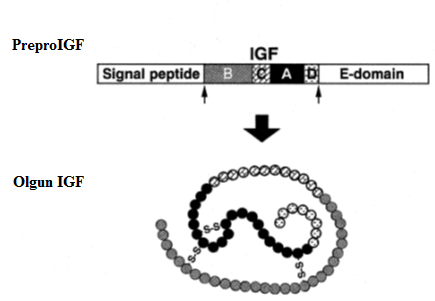 PreproIGF
IGF
Signal peptide B C A D E-domain
Olgun IGF
S-S
S-S
S-S